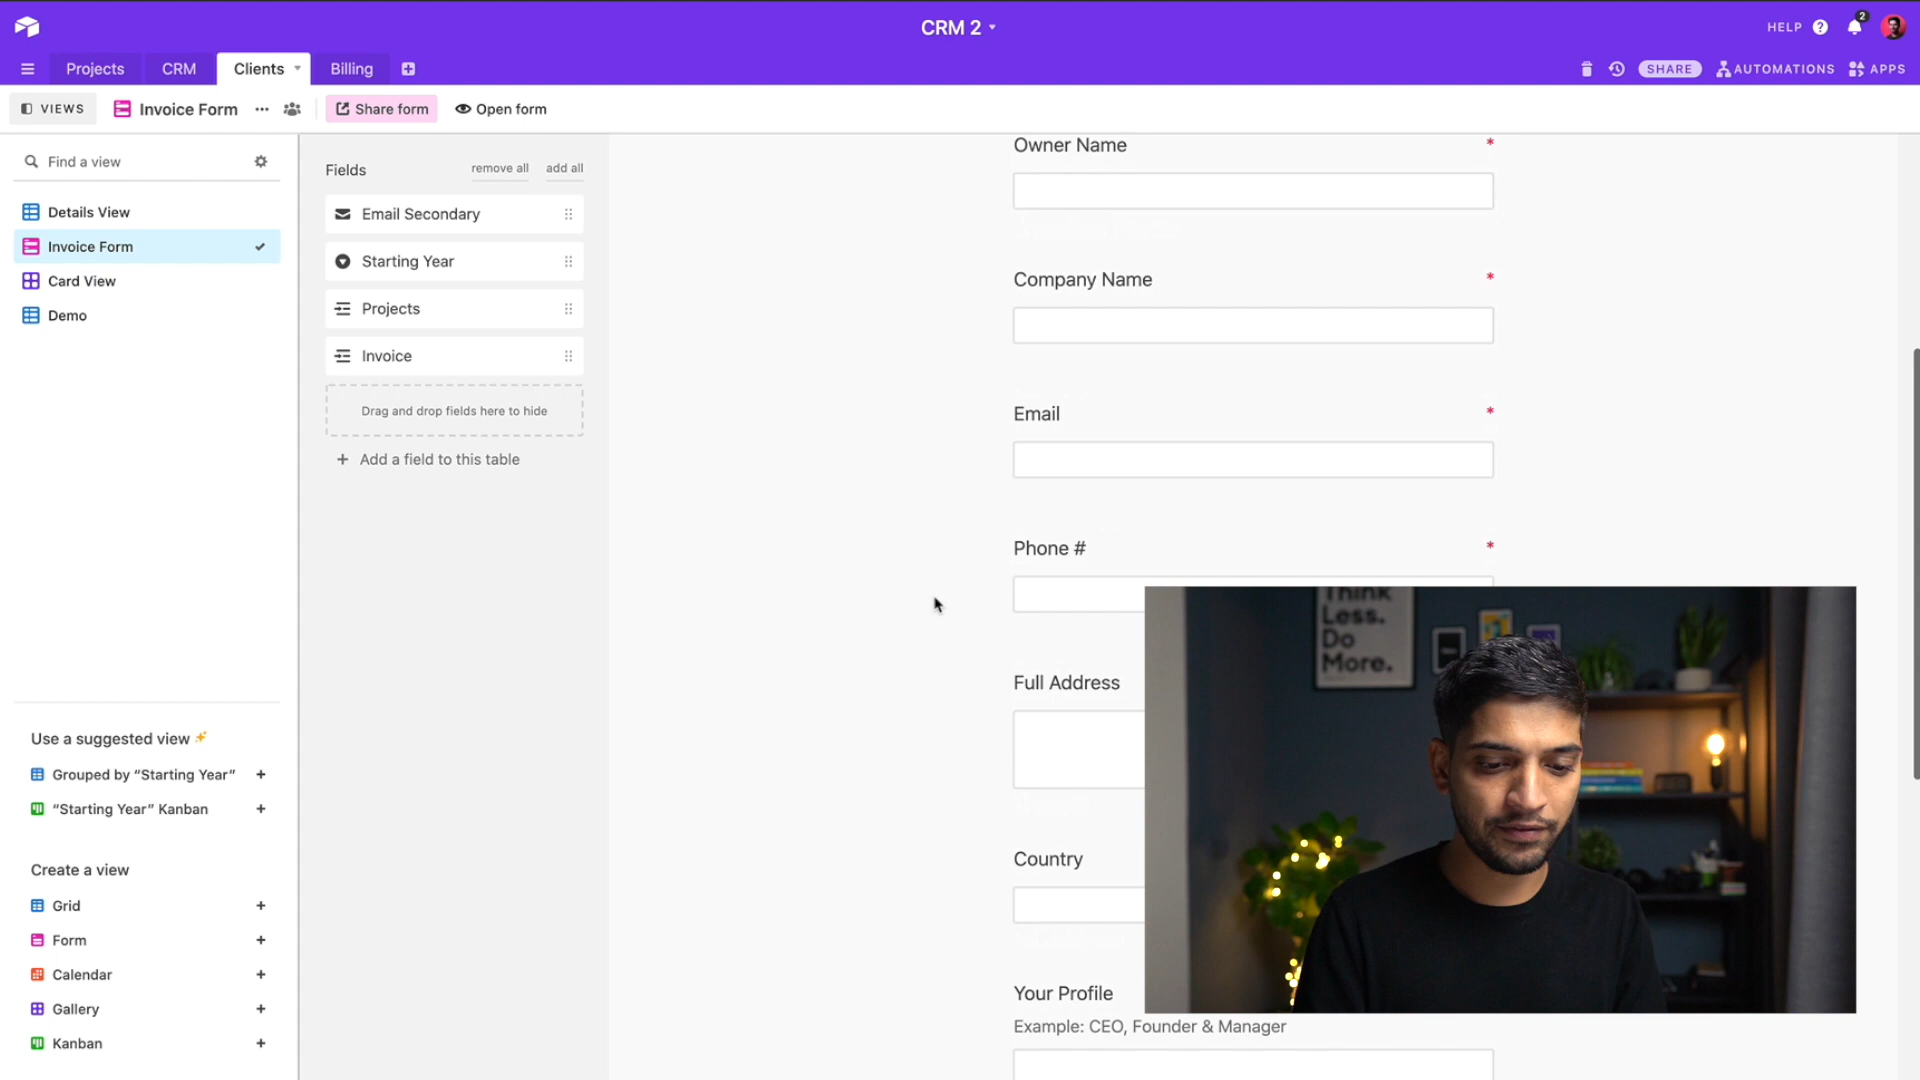 CRM 2
HELP
?
2
Projects
CRM
Clients
Billing
SHARE
AUTOMATIONS
APPS
VIEWS
Invoice Form
Share form
Open form
Find a view
Details View
Invoice Form
Card View
Demo
Use a suggested view
Grouped by “Starting Year”
“Starting Year” Kanban
Create a view
Grid
Form
Calendar
Gallery
Kanban
Fields
remove all
add all
Email Secondary
Starting Year
Projects
Invoice
Drag and drop fields here to hide
+ Add a field to this table
Owner Name *
Company Name *
Email *
Phone # *
Full Address
Country
Your Profile
Example: CEO, Founder & Manager
Think
Less.
Do
More.